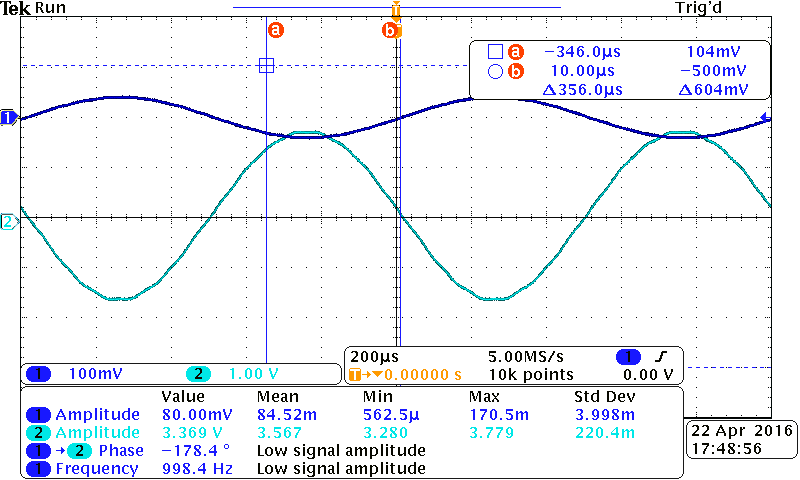 Tek Run Trig'd
T
a b
a −346.0µs 104mV
b 10.00µs −500mV
Δ356.0µs Δ604mV
1
2
1 100mV 2 1.00 V
200µs 5.00MS/s 1
T→▼0.00000 s 10k points 0.00 V
Value Mean Min Max Std Dev
1 Amplitude 80.00mV 84.52m 562.5µ 170.5m 3.998m
2 Amplitude 3.369 V 3.567 3.280 3.779 220.4m
1 → 2 Phase −178.4 ° Low signal amplitude
1 Frequency 998.4 Hz Low signal amplitude
22 Apr 2016
17:48:56